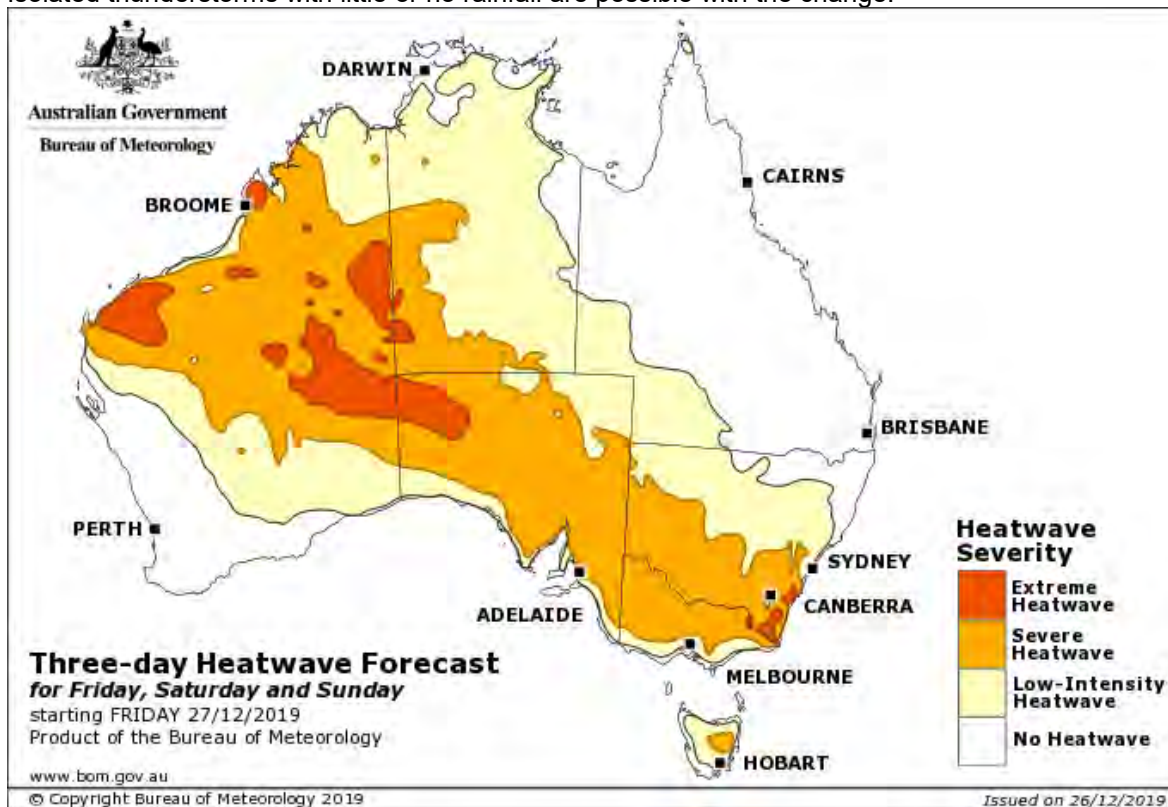 isolated thunderstorms with little or no rainfall are possible with the change.
Australian Government
Bureau of Meteorology
DARWIN
CAIRNS
BROOME
BRISBANE
PERTH
SYDNEY
CANBERRA
ADELAIDE
MELBOURNE
HOBART
Heatwave
Severity
Extreme
Heatwave
Severe
Heatwave
Low-Intensity
Heatwave
No Heatwave
Three-day Heatwave Forecast
for Friday, Saturday and Sunday
starting FRIDAY 27/12/2019
Product of the Bureau of Meteorology
www.bom.gov.au
© Copyright Bureau of Meteorology 2019
Issued on 26/12/2019